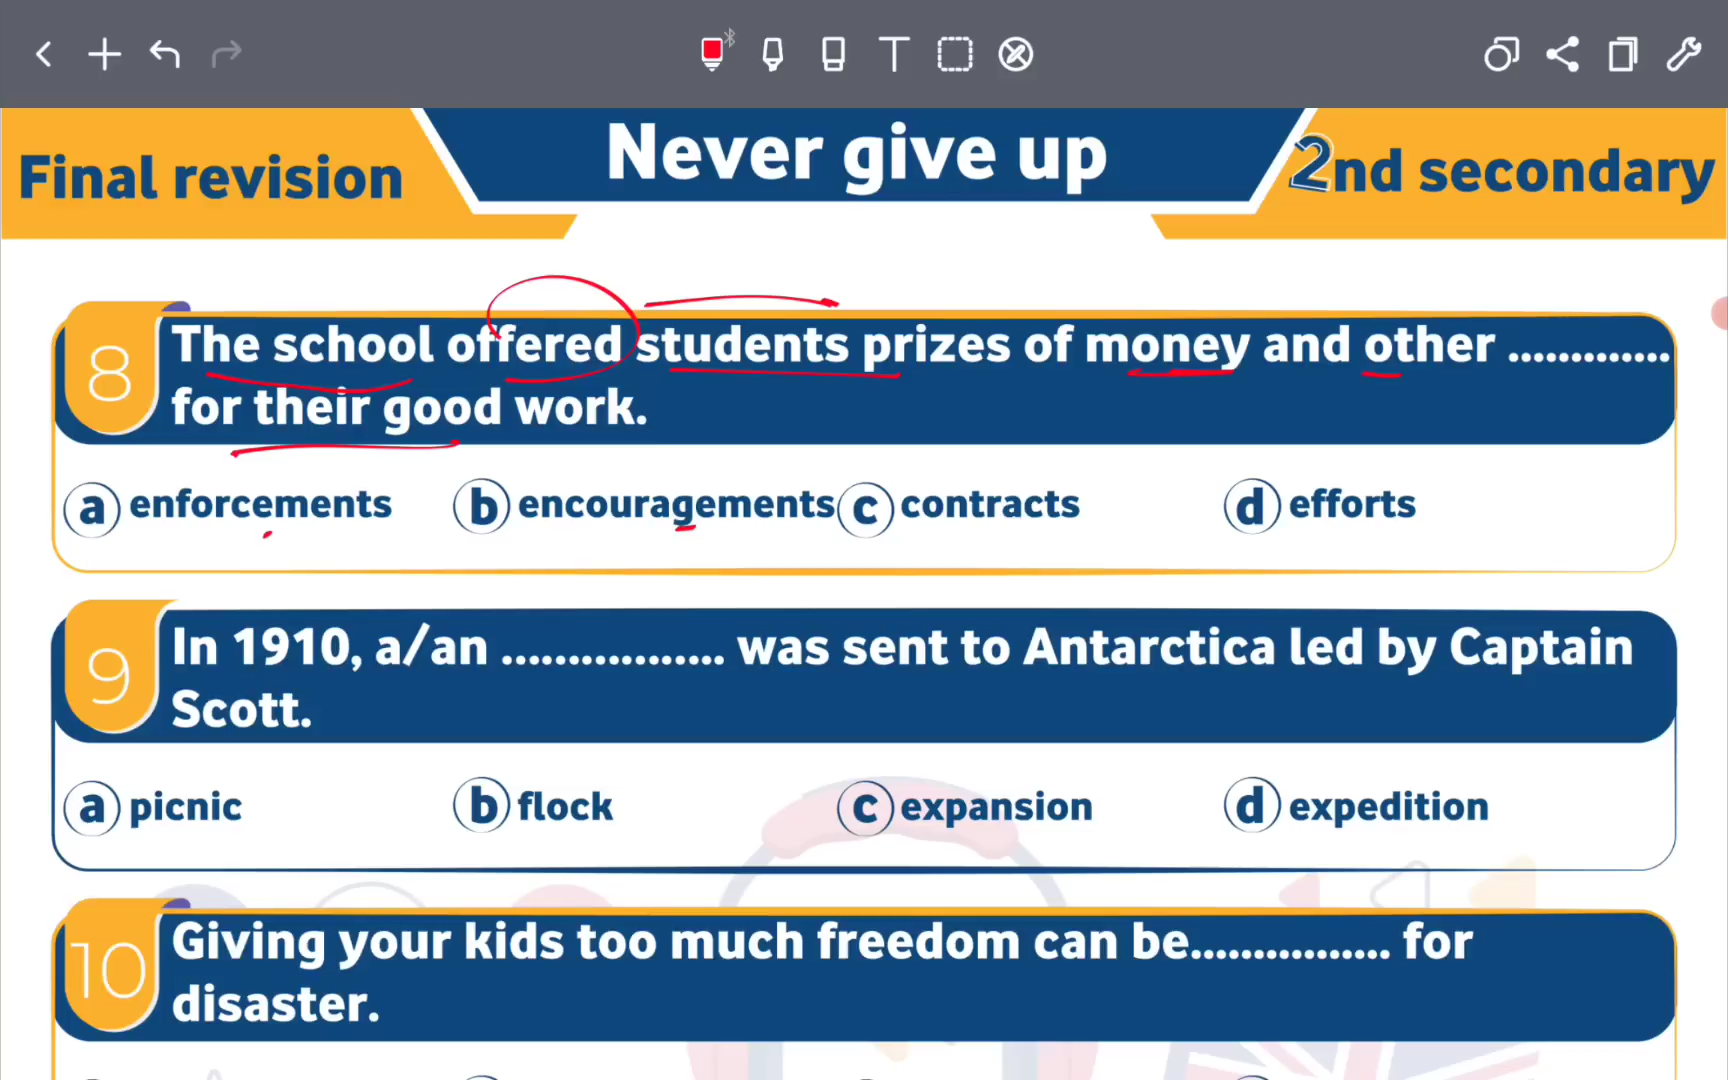 Final revision
Never give up
2nd secondary
8
The school offered students prizes of money and other .............
for their good work.
a enforcements
b encouragements
c contracts
d efforts
9
In 1910, a/an ................. was sent to Antarctica led by Captain
Scott.
a picnic
b flock
c expansion
d expedition
10
Giving your kids too much freedom can be............... for
disaster.